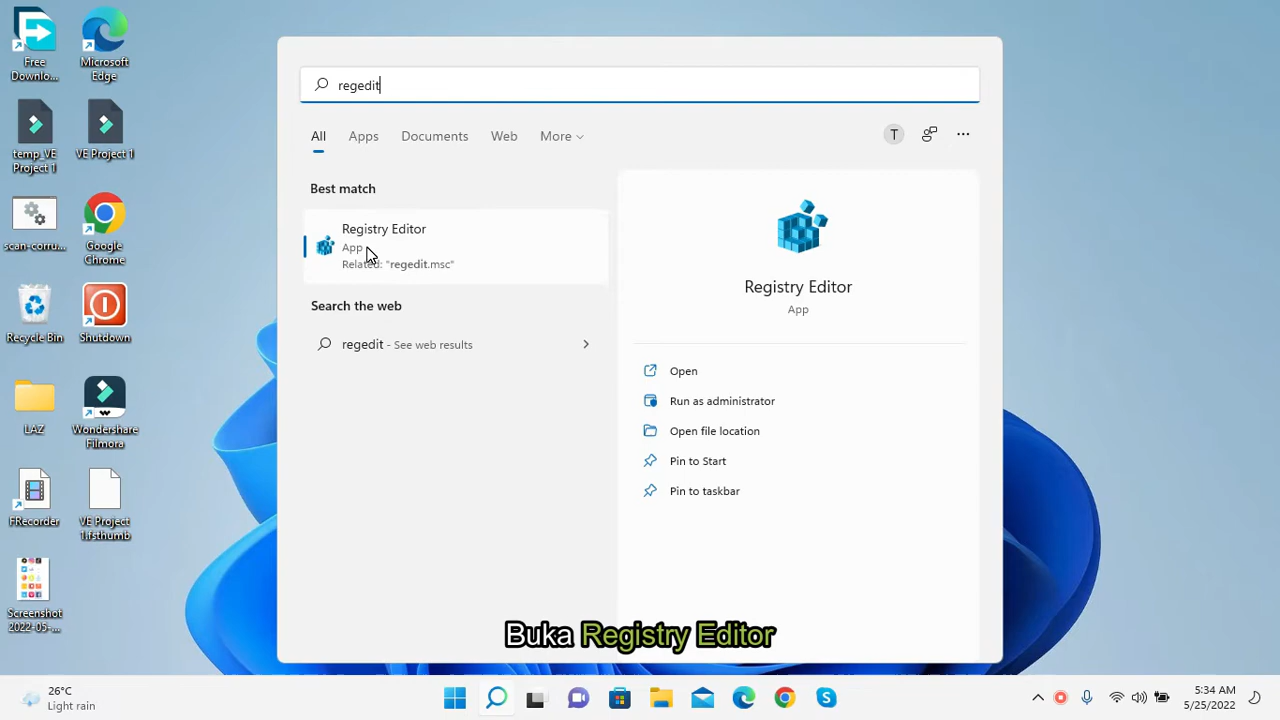 Free
Downlo...
Microsoft
Edge
temp_VE
Project 1
VE Project 1
scan-corru...
Google
Chrome
Recycle Bin
Shutdown
LAZ
Wondershare
Filmora
FRecorder
VE Project
1.fsthumb
Screenshot
2022-05-...
regedit
All
Apps
Documents
Web
More
T
Best match
Registry Editor
App
Related: "regedit.msc"
Search the web
regedit - See web results
Registry Editor
App
Open
Run as administrator
Open file location
Pin to Start
Pin to taskbar
Buka Registry Editor
26°C
Light rain
5:34 AM
5/25/2022